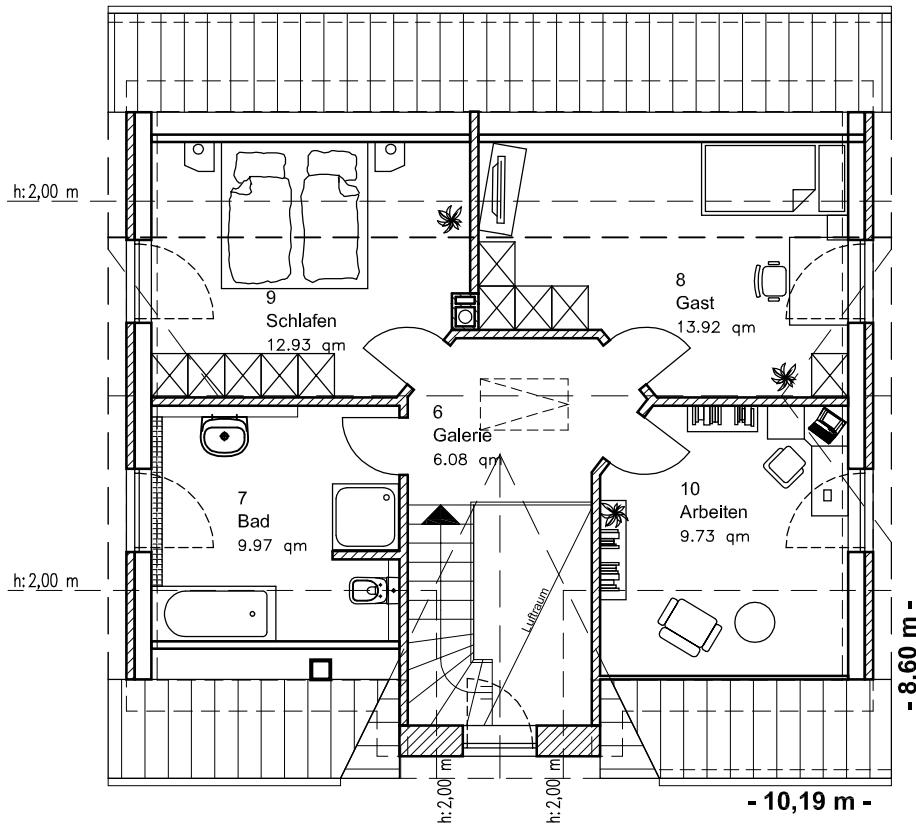 h:2,00 m
9
Schlafen
12.93 qm
8
Gast
13.92 qm
6
Galerie
6.08 qm
7
Bad
9.97 qm
10
Arbeiten
9.73 qm
Luftraum
h:2,00 m
- 8,60 m -
h:2,00 m
h:2,00 m
- 10,19 m -